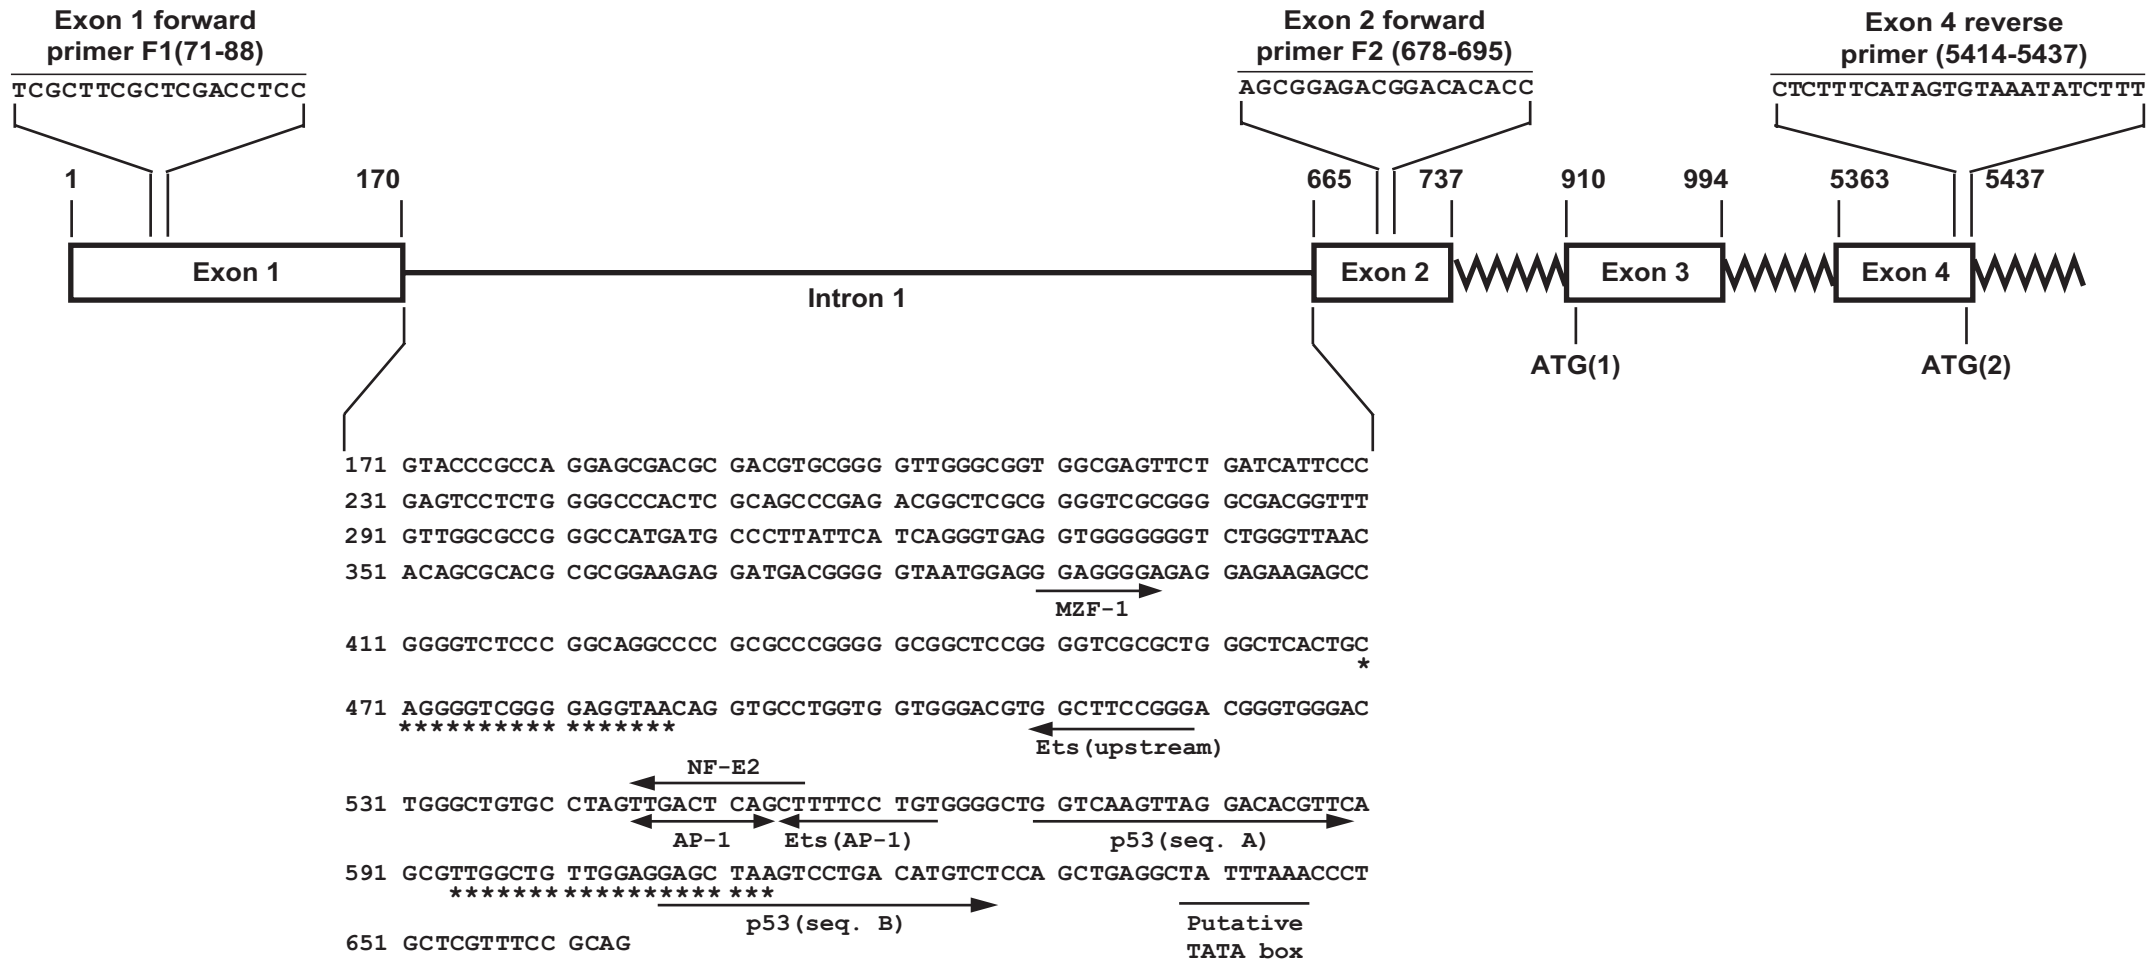 Exon 1 forward
primer F1(71-88)
TCGCTTCGCTCGACCTCC
Exon 2 forward
primer F2 (678-695)
AGCGGAGACGGACACACC
Exon 4 reverse
primer (5414-5437)
CTCTTTCATAGTGTAAATATCTTT
1 170 665 737 910 994 5363 5437
Exon 1 Intron 1 Exon 2 Exon 3 Exon 4
ATG(1) ATG(2)
171 GTACCCGCCA GGAGCGACGC GACGTGCGGG GTTGGGCGGT GGCGAGTTCT GATCATTCCC
231 GAGTCCTCTG GGGCCCACTC GCAGCCCGAG ACGGCTCGCG GGGTCGCGGG GCGACGGTTT
291 GTTGGCGCCG GGCCATGATG CCCTTATTCA TCAGGGTGAG GTGGGGGGGT CTGGGTTAAC
351 ACAGCGCACG CGCGGAAGAG GATGACGGGG GTAATGGAGG GAGGGGAGAG GAGAAGAGCC
MZF-1
411 GGGGTCTCCC GGCAGGCCCC GCGCCCGGGG GCGGCTCCGG GGTCGCGCTG GGCTCACTGC
*
471 AGGGGTCGGG GAGGTAACAG GTGCCTGGTG GTGGGACGTG GCTTCCGGGA CGGGTGGGAC
********** *******
Ets(upstream)
NF-E2
531 TGGGCTGTGC CTAGTTGACT CAGCTTTTCC TGTGGGGCTG GTCAAGTTAG GACACGTTCA
AP-1 Ets(AP-1) p53(seq. A)
591 GCGTTGGCTG TTGGAGGAGC TAAGTCCTGA CATGTCTCCA GCTGAGGCTA TTTAAACCCT
******* ********** ***
p53(seq. B) Putative
TATA box
651 GCTCGTTTCC GCAG